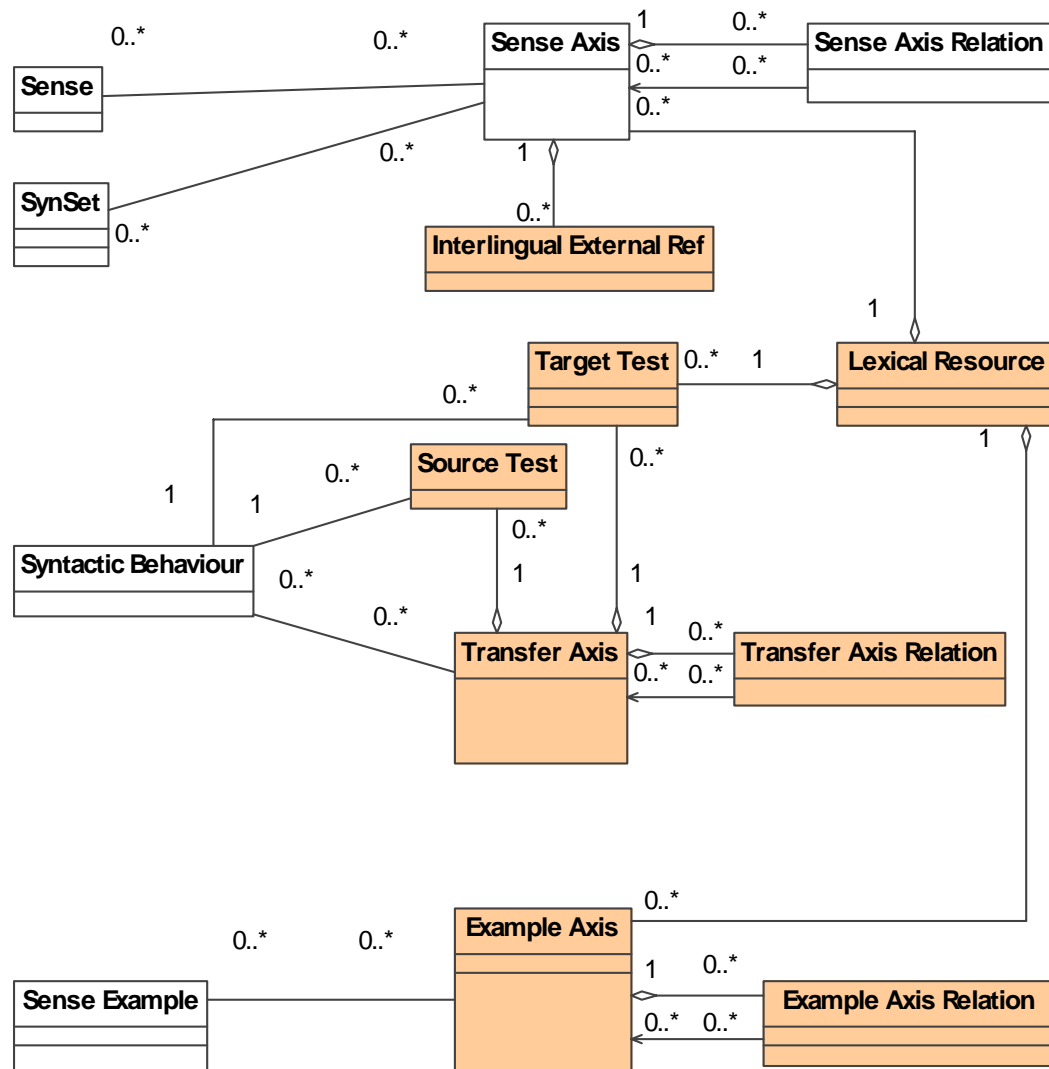 1
0..*
0..*
0..*
Sense Axis
Sense Axis Relation
0..*
0..*
Sense
0..*
1
0..*
SynSet
0..*
0..*
Interlingual External Ref
1
Target Test
0..*
1
Lexical Resource
0..*
1
Source Test
0..*
0..*
1
1
0..*
Syntactic Behaviour
0..*
1
1
0..*
1
0..*
Transfer Axis
Transfer Axis Relation
0..*
0..*
0..*
Example Axis
0..*
0..*
1
0..*
Sense Example
Example Axis Relation
0..*
0..*